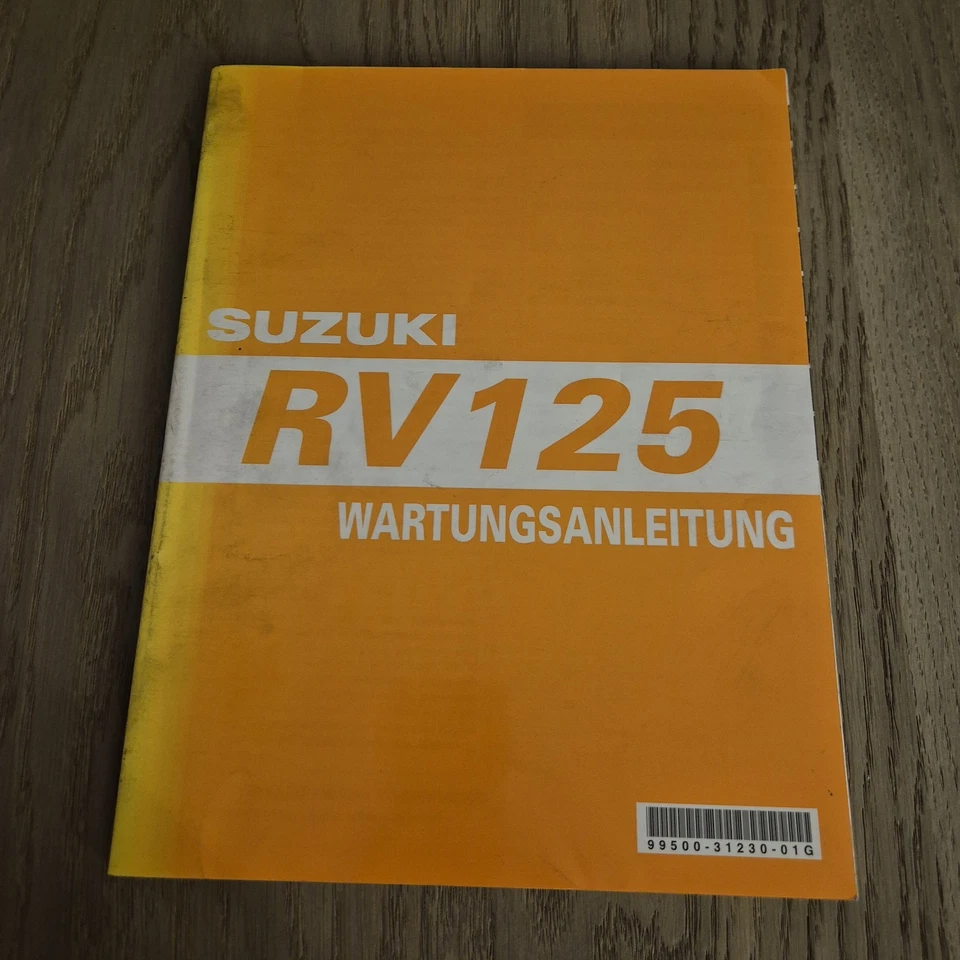 SUZUKI
RV125
WARTUNGSANLEITUNG
99500-31230-01G